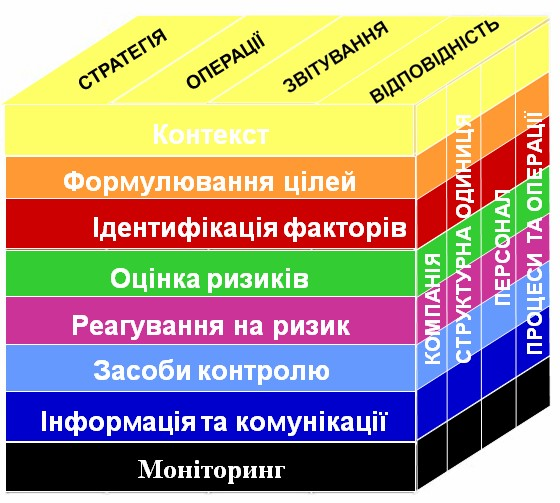 СТРАТЕГІЯ
ОПЕРАЦІЇ
ЗВІТУВАННЯ
ВІДПОВІДНІСТЬ
Контекст
Формулювання цілей
Ідентифікація факторів
Оцінка ризиків
Реагування на ризик
Засоби контролю
Інформація та комунікації
Моніторинг
КОМПАНІЯ
СТРУКТУРНА ОДИНИЦЯ
ПЕРСОНАЛ
ПРОЦЕСИ ТА ОПЕРАЦІЇ